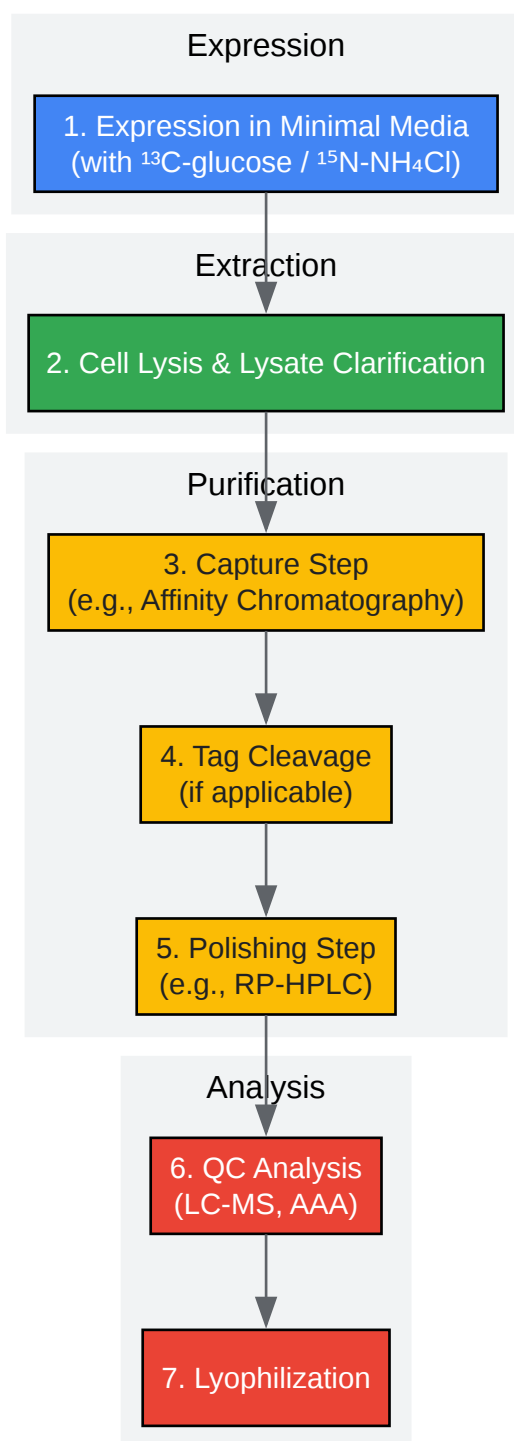 Expression
1. Expression in Minimal Media
(with ¹³C-glucose / ¹⁵N-NH₄Cl)
Extraction
2. Cell Lysis & Lysate Clarification
Purification
3. Capture Step
(e.g., Affinity Chromatography)
4. Tag Cleavage
(if applicable)
5. Polishing Step
(e.g., RP-HPLC)
Analysis
6. QC Analysis
(LC-MS, AAA)
7. Lyophilization